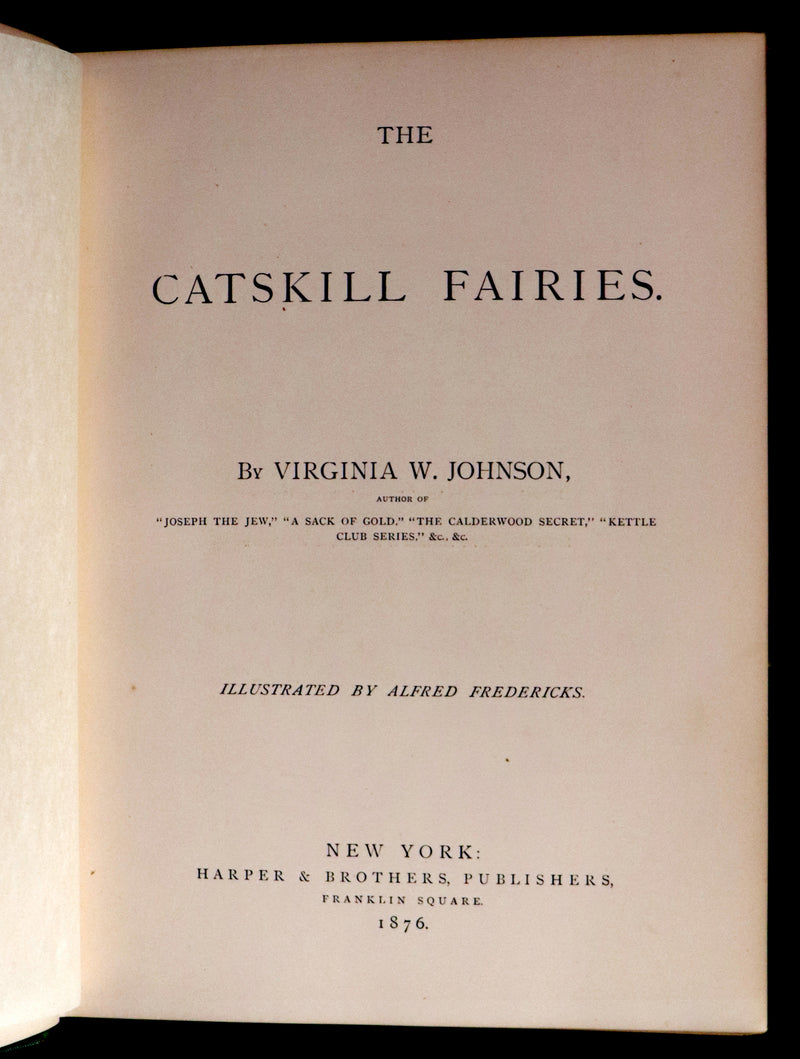 THE
CATSKILL FAIRIES.
By VIRGINIA W. JOHNSON,
AUTHOR OF
“JOSEPH THE JEW,” “A SACK OF GOLD,” “THE CALDERWOOD SECRET,” “KETTLE
CLUB SERIES,” &c., &c.
ILLUSTRATED BY ALFRED FREDERICKS.
NEW YORK:
HARPER & BROTHERS, PUBLISHERS,
FRANKLIN SQUARE.
1876.